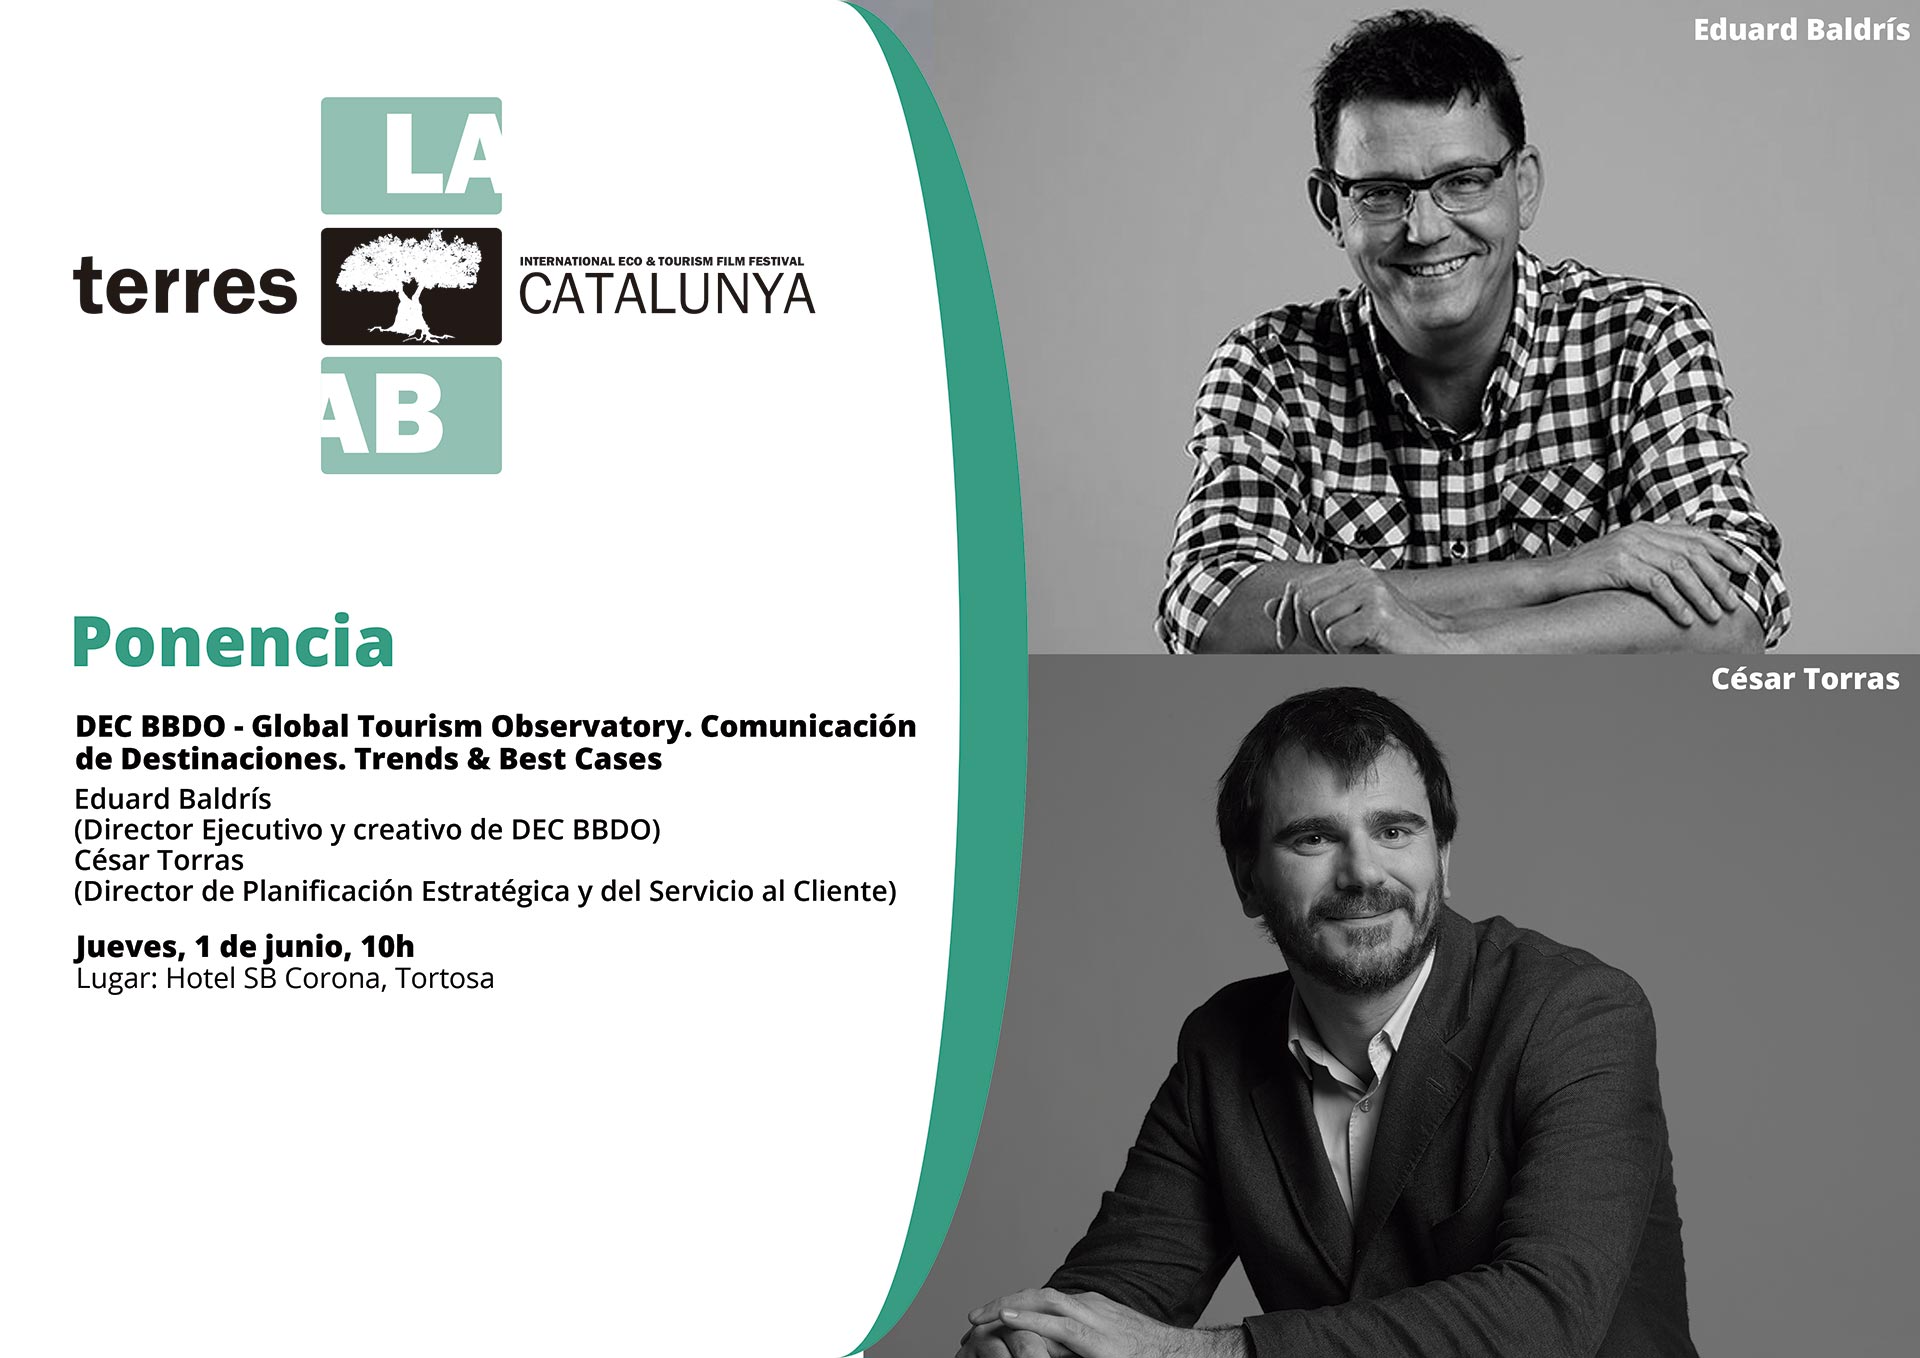 LA
terres
INTERNATIONAL ECO & TOURISM FILM FESTIVAL
CATALUNYA
AB
Ponencia
DEC BBDO - Global Tourism Observatory. Comunicación
de Destinaciones. Trends & Best Cases
Eduard Baldrís
(Director Ejecutivo y creativo de DEC BBDO)
César Torras
(Director de Planificación Estratégica y del Servicio al Cliente)
Jueves, 1 de junio, 10h
Lugar: Hotel SB Corona, Tortosa
Eduard Baldrís
César Torras